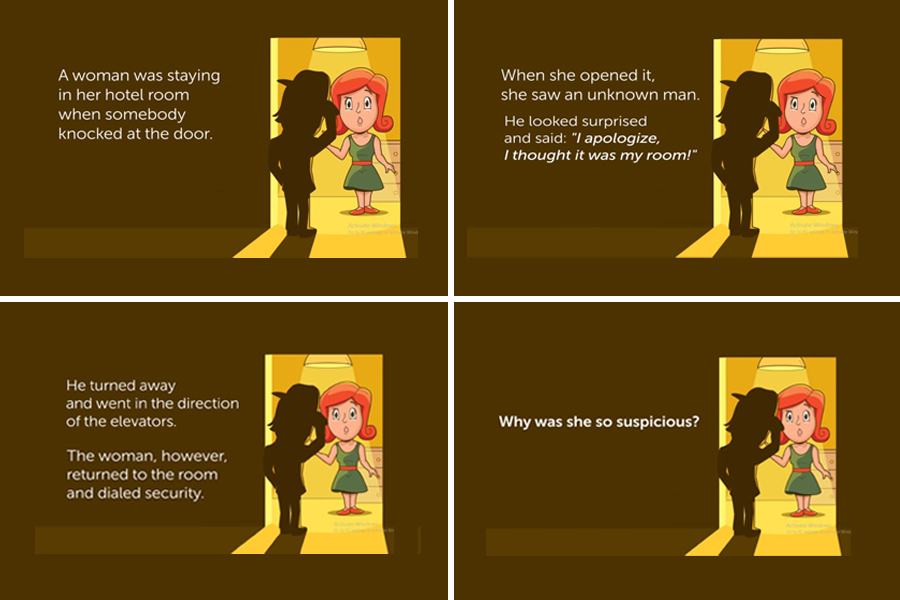 A woman was staying
in her hotel room
when somebody
knocked at the door.
When she opened it,
she saw an unknown man.
He looked surprised
and said: "I apologize,
I thought it was my room!"
He turned away
and went in the direction
of the elevators.
The woman, however,
returned to the room
and dialed security.
Why was she so suspicious?